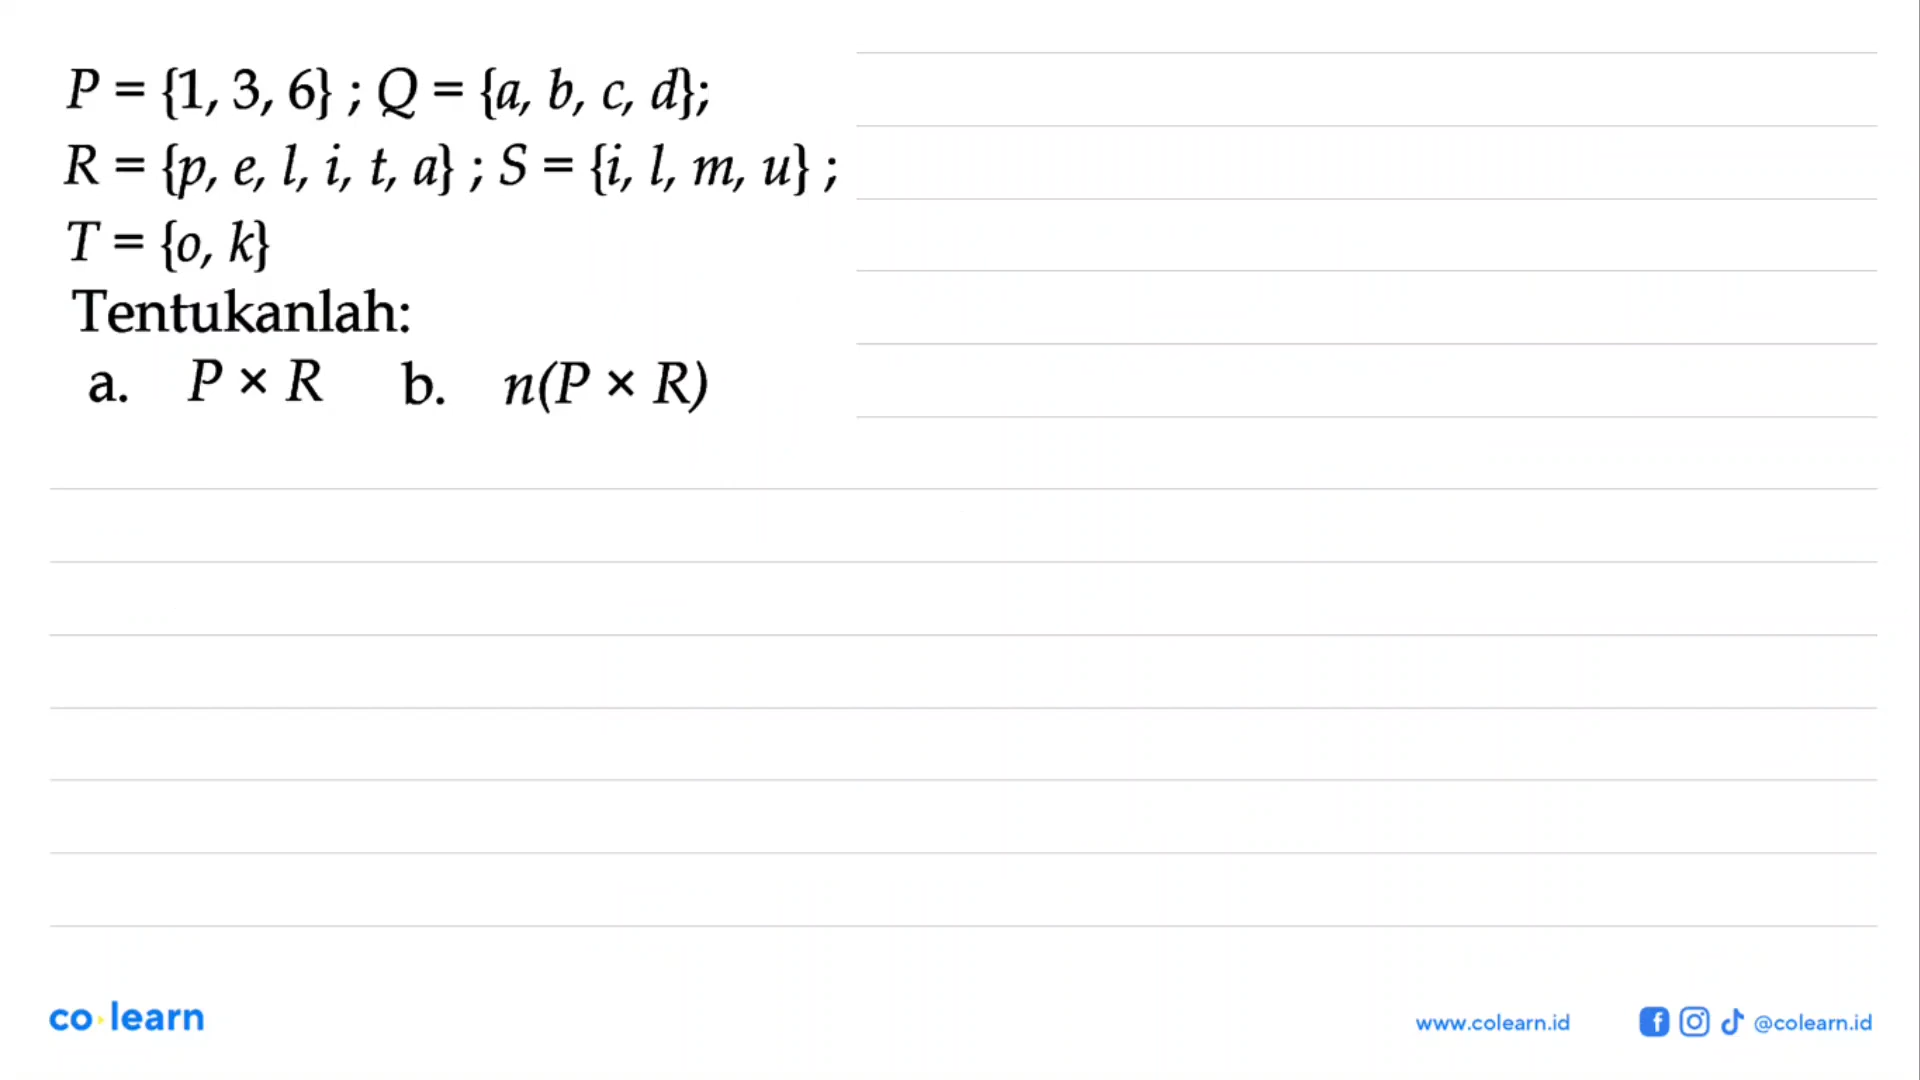 P = {1, 3, 6} ; Q = {a, b, c, d};
R = {p, e, l, i, t, a} ; S = {i, l, m, u} ;
T = {o, k}
Tentukanlah:
a. P × R b. n(P × R)
co learn
www.colearn.id @colearn.id